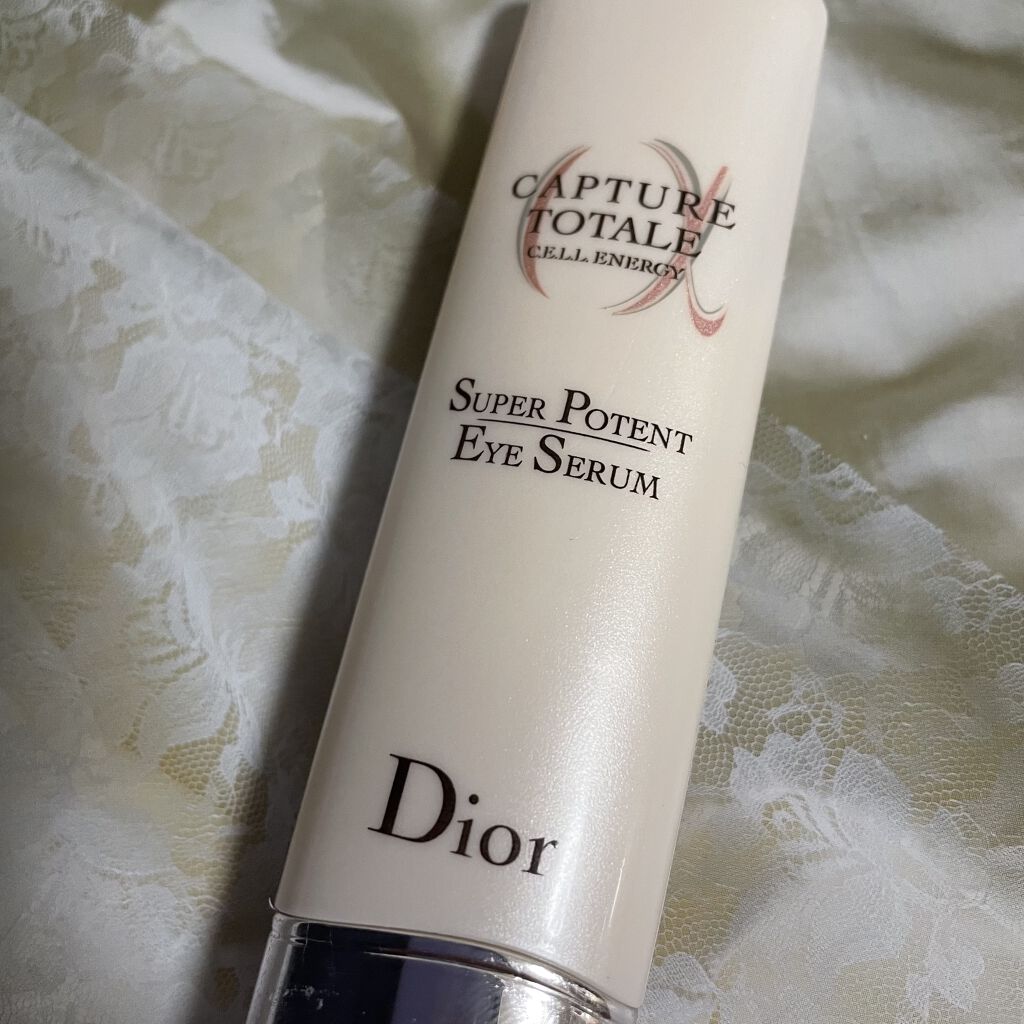 CAPTURE
TOTALE
C.E.L.L. ENERGY
SUPER POTENT
EYE SERUM
Dior